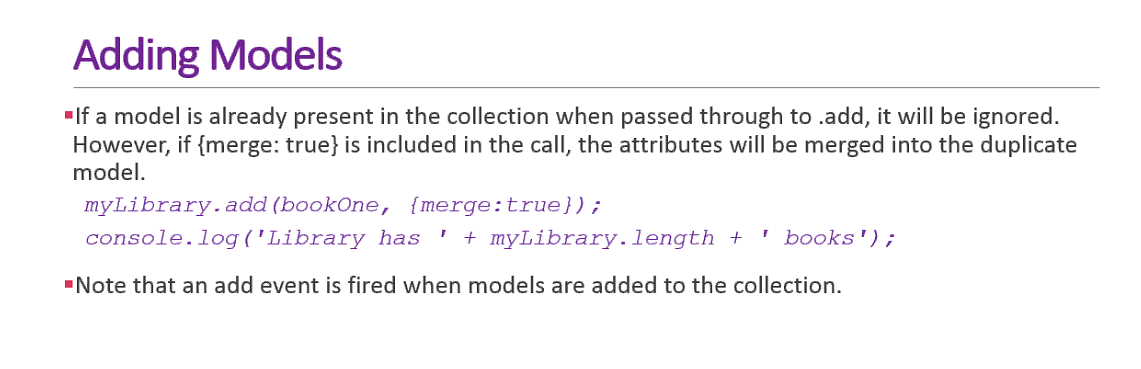 Adding Models
▪If a model is already present in the collection when passed through to .add, it will be ignored.
However, if {merge: true} is included in the call, the attributes will be merged into the duplicate
model.
myLibrary.add(bookOne, {merge:true});
console.log('Library has ' + myLibrary.length + ' books');
▪Note that an add event is fired when models are added to the collection.